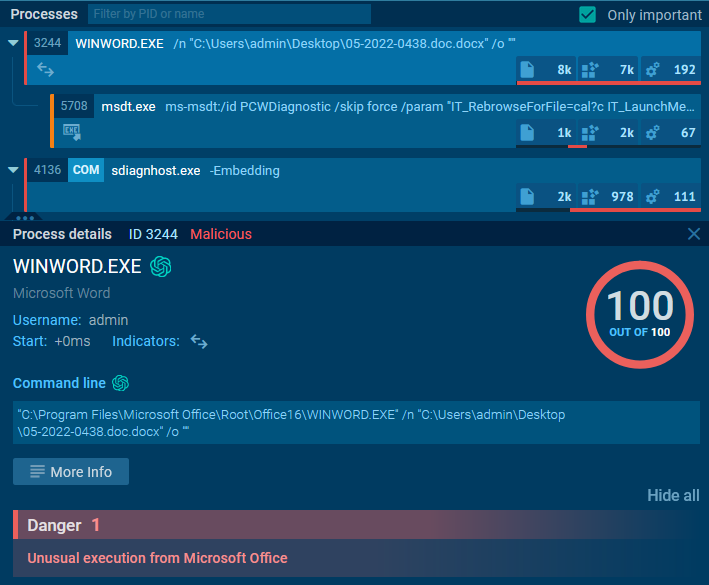 Processes Filter by PID or name Only important
3244 WINWORD.EXE /n "C:\Users\admin\Desktop\05-2022-0438.doc.docx" /o ""
8k 7k 192
5708 msdt.exe ms-msdt:/id PCWDiagnostic /skip force /param "IT_RebrowseForFile=cal?c IT_LaunchMe...
EXE 1k 2k 67
4136 COM sdiagnhost.exe -Embedding
2k 978 111
Process details ID 3244 Malicious
WINWORD.EXE
Microsoft Word
Username: admin
Start: +0ms Indicators:
100
OUT OF 100
Command line
"C:\Program Files\Microsoft Office\Root\Office16\WINWORD.EXE" /n "C:\Users\admin\Desktop
\05-2022-0438.doc.docx" /o ""
More Info
Hide all
Danger 1
Unusual execution from Microsoft Office